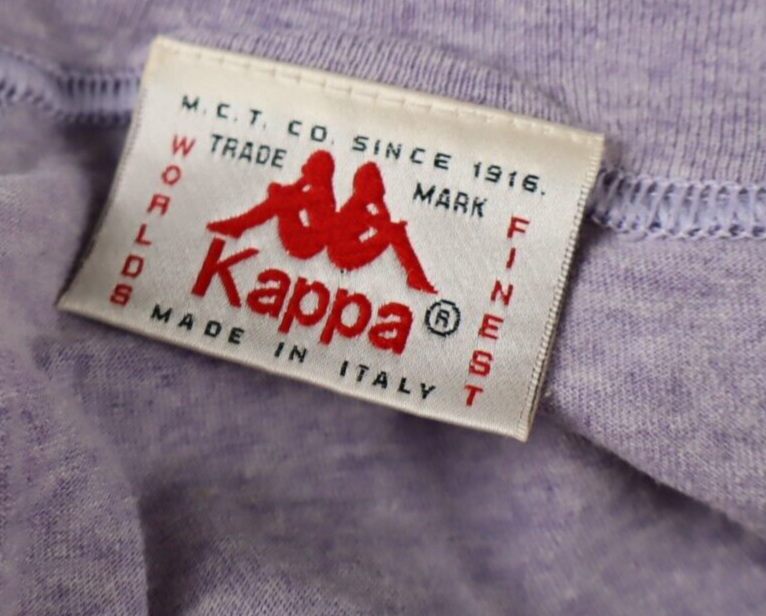 M.C.T. CO. SINCE 1916.
TRADE MARK
WORLDS
FINEST
Kappa®
MADE IN ITALY